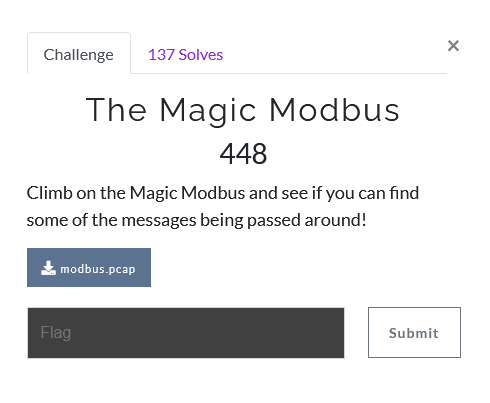 Challenge
137 Solves
×
The Magic Modbus
448
Climb on the Magic Modbus and see if you can find
some of the messages being passed around!
modbus.pcap
Flag
Submit